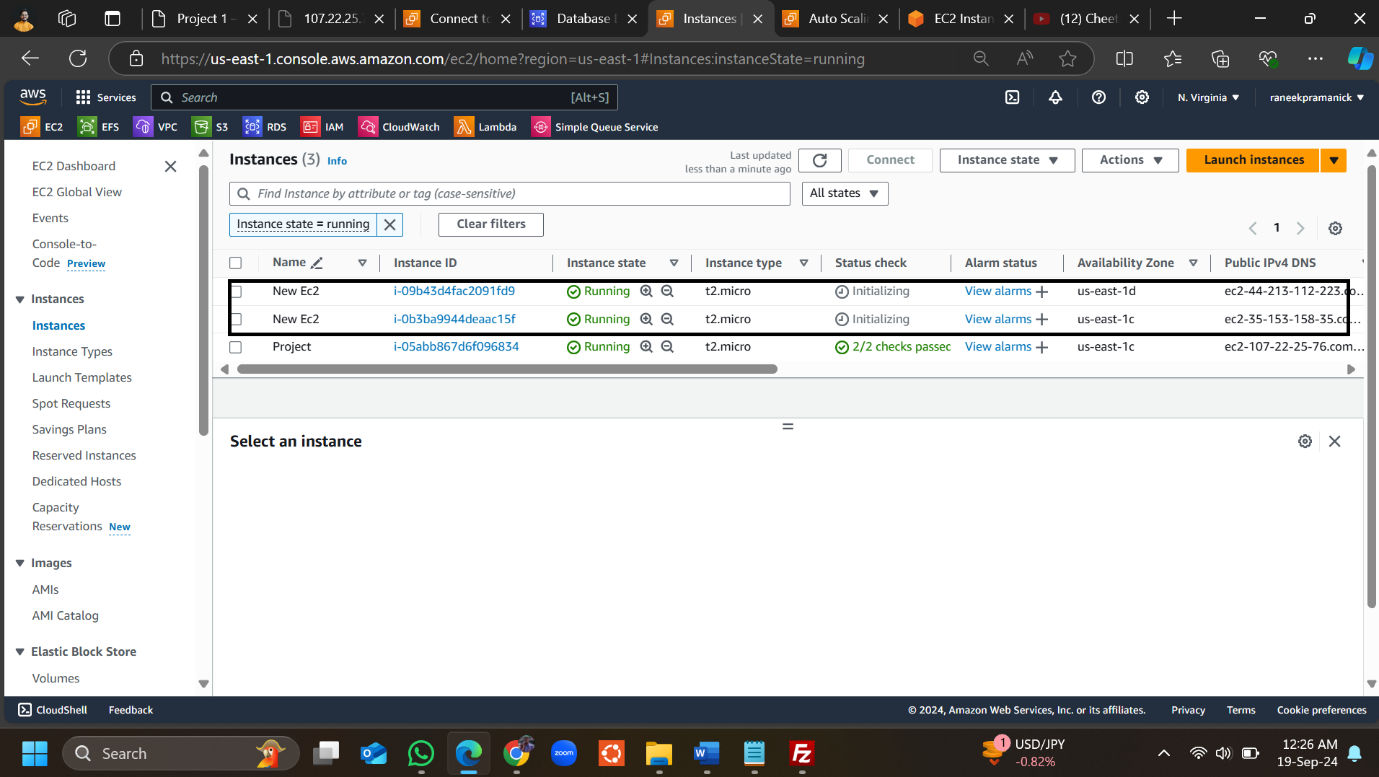 Project 1 –
107.22.25.
Connect to
Database
Instances
Auto Scali
EC2 Instan
(12) Cheet
https://us-east-1.console.aws.amazon.com/ec2/home?region=us-east-1#Instances:instanceState=running
aws
Services
Search
[Alt+S]
N. Virginia
raneekpramanick
EC2
EFS
VPC
S3
RDS
IAM
CloudWatch
Lambda
Simple Queue Service
EC2 Dashboard
EC2 Global View
Events
Console-to-
Code Preview
Instances
Instances
Instance Types
Launch Templates
Spot Requests
Savings Plans
Reserved Instances
Dedicated Hosts
Capacity
Reservations New
Images
AMIs
AMI Catalog
Elastic Block Store
Volumes
Instances (3) Info
Last updated
less than a minute ago
Connect
Instance state
Actions
Launch instances
Find Instance by attribute or tag (case-sensitive)
All states
Instance state = running
Clear filters
1
Name Instance ID Instance state Instance type Status check Alarm status Availability Zone Public IPv4 DNS
New Ec2 i-09b43d4fac2091fd9 Running t2.micro Initializing View alarms + us-east-1d ec2-44-213-112-223.co...
New Ec2 i-0b3ba9944deaac15f Running t2.micro Initializing View alarms + us-east-1c ec2-35-153-158-35.co...
Project i-05abb867d6f096834 Running t2.micro 2/2 checks passec View alarms + us-east-1c ec2-107-22-25-76.com...
Select an instance
CloudShell
Feedback
© 2024, Amazon Web Services, Inc. or its affiliates.
Privacy
Terms
Cookie preferences
Search
zoom
1
USD/JPY
-0.82%
12:26 AM
19-Sep-24